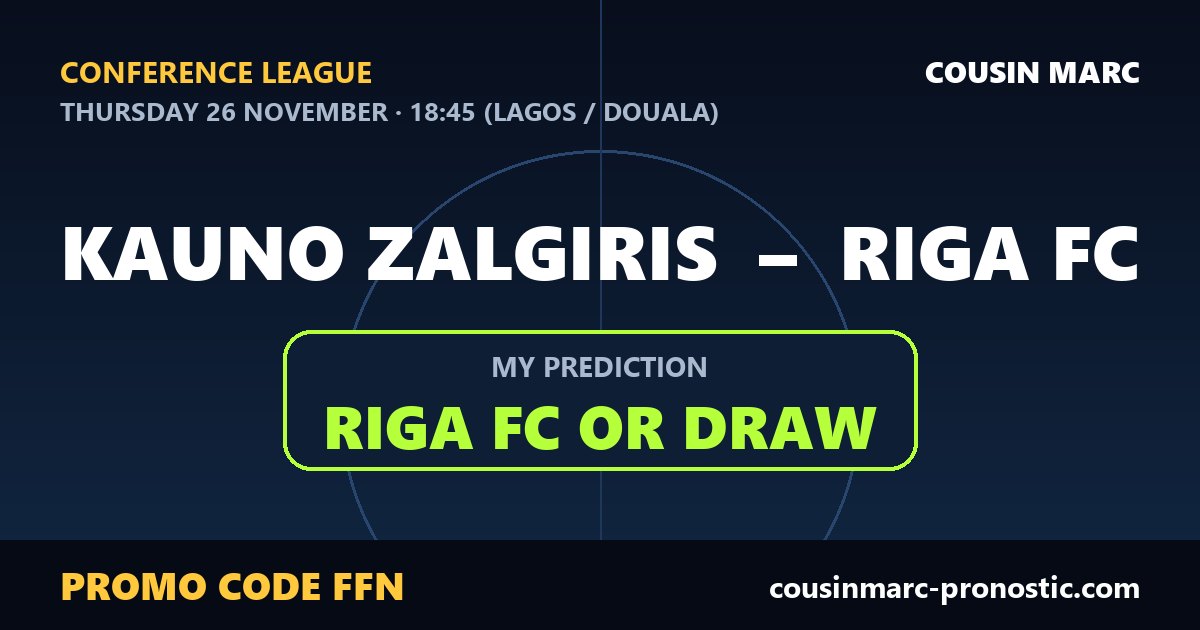 CONFERENCE LEAGUE
COUSIN MARC
THURSDAY 26 NOVEMBER · 18:45 (LAGOS / DOUALA)
KAUNO ZALGIRIS – RIGA FC
MY PREDICTION
RIGA FC OR DRAW
PROMO CODE FFN
cousinmarc-pronostic.com